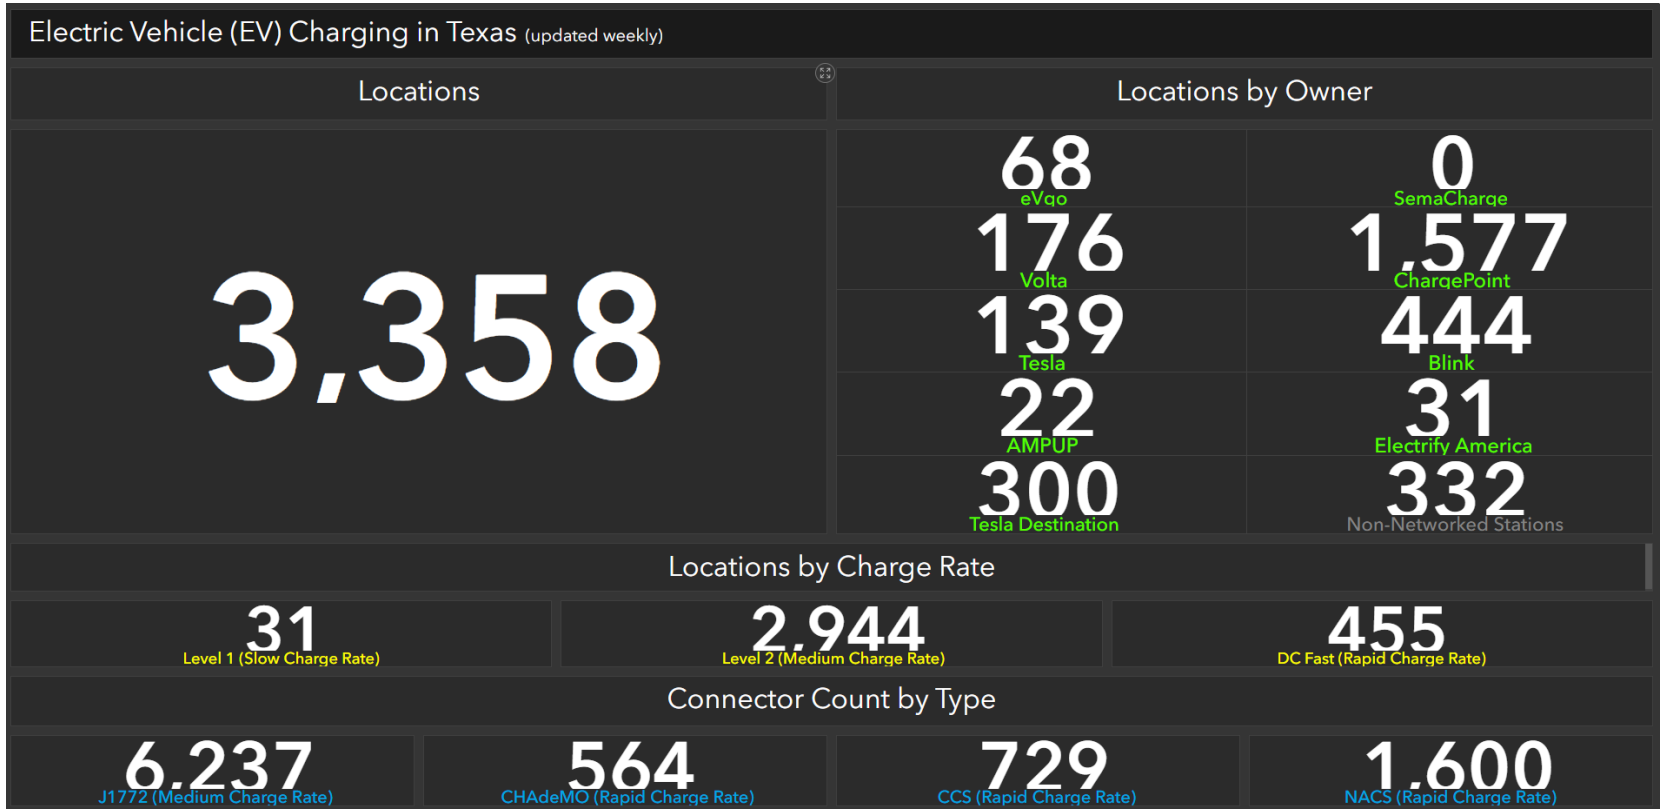 Electric Vehicle (EV) Charging in Texas (updated weekly)
Locations
3,358
Locations by Owner
68
eVgo
0
SemaCharge
176
Volta
1,577
ChargePoint
139
Tesla
444
Blink
22
AMPUP
31
Electrify America
300
Tesla Destination
332
Non-Networked Stations
Locations by Charge Rate
31
Level 1 (Slow Charge Rate)
2,944
Level 2 (Medium Charge Rate)
455
DC Fast (Rapid Charge Rate)
Connector Count by Type
6,237
J1772 (Medium Charge Rate)
564
CHAdeMO (Rapid Charge Rate)
729
CCS (Rapid Charge Rate)
1,600
NACS (Rapid Charge Rate)